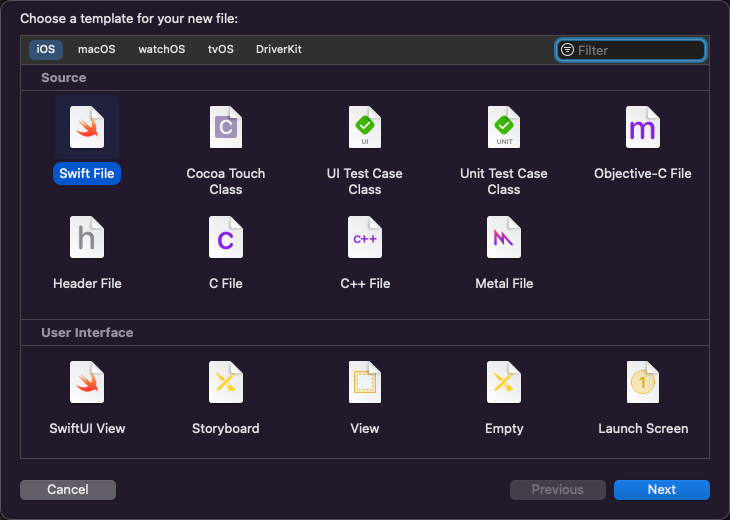 Choose a template for your new file:
iOS macOS watchOS tvOS DriverKit Filter
Source
C UI UNIT m
Swift File Cocoa Touch Class UI Test Case Class Unit Test Case Class Objective-C File
h C C++
Header File C File C++ File Metal File
User Interface
1
SwiftUI View Storyboard View Empty Launch Screen
Cancel Previous Next